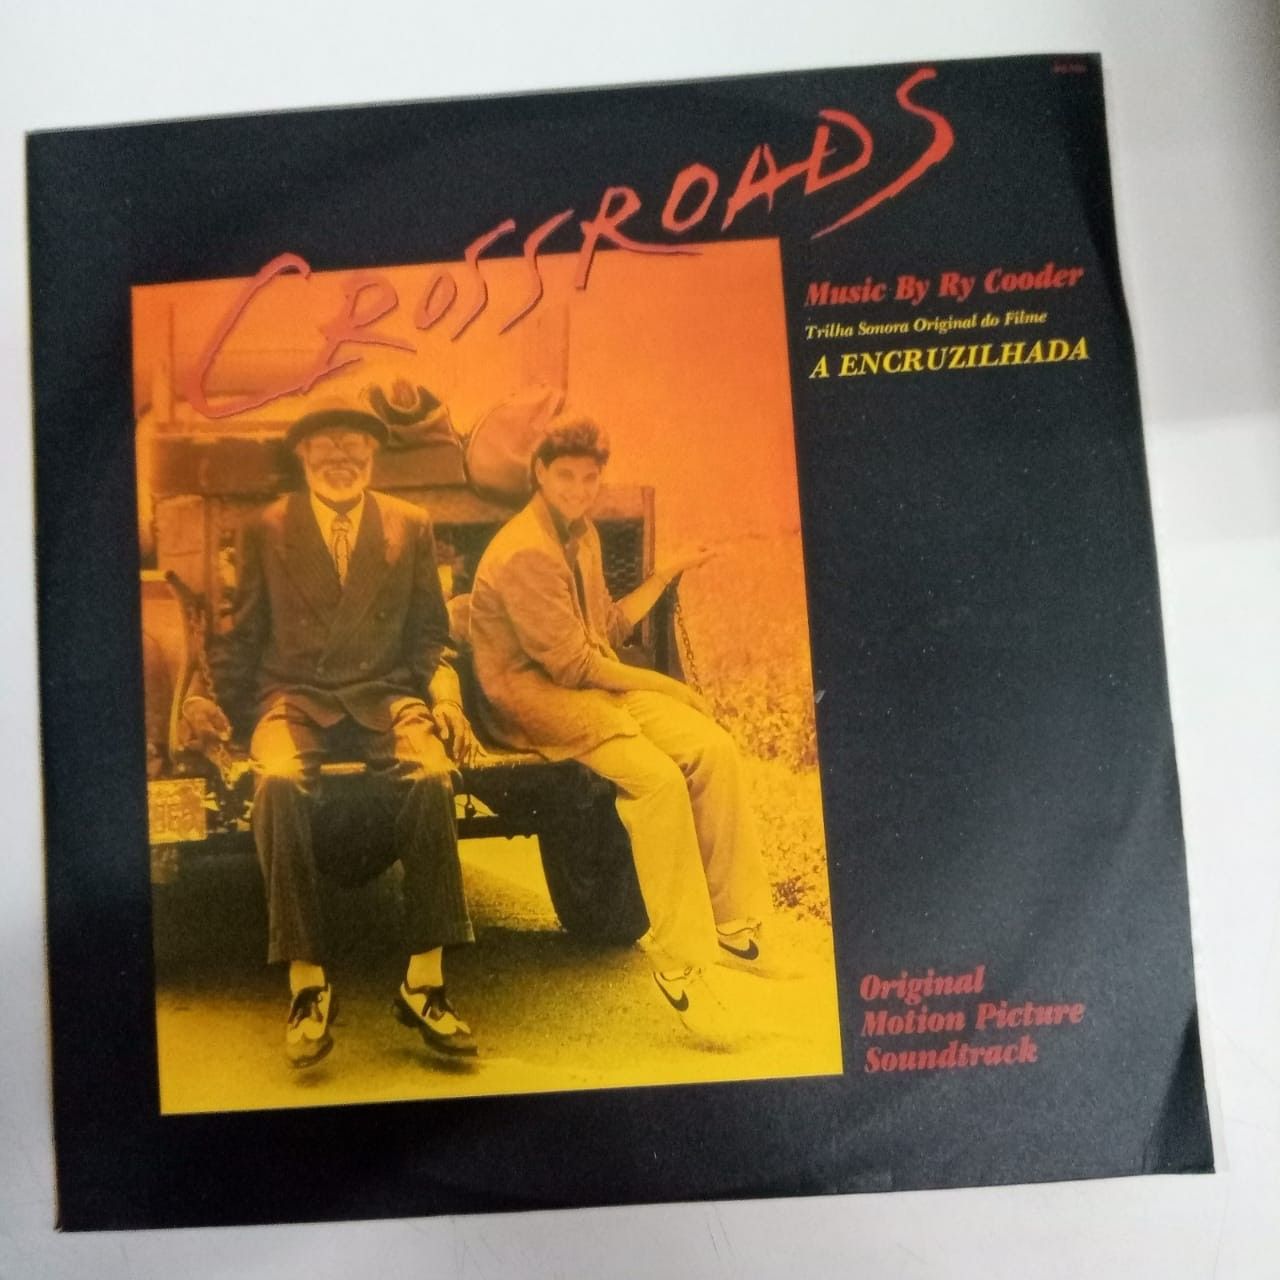 CROSSROADS
Music By Ry Cooder
Trilha Sonora Original do Filme
A ENCRUZILHADA
Original
Motion Picture
Soundtrack